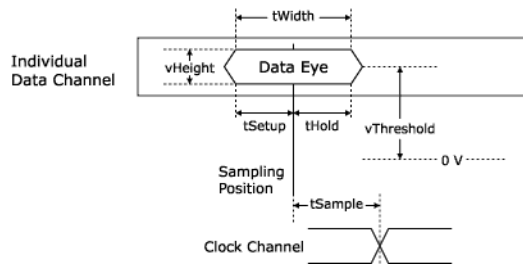 tWidth
Individual
Data Channel
vHeight
Data Eye
tSetup
tHold
vThreshold
0 V
Sampling
Position
tSample
Clock Channel